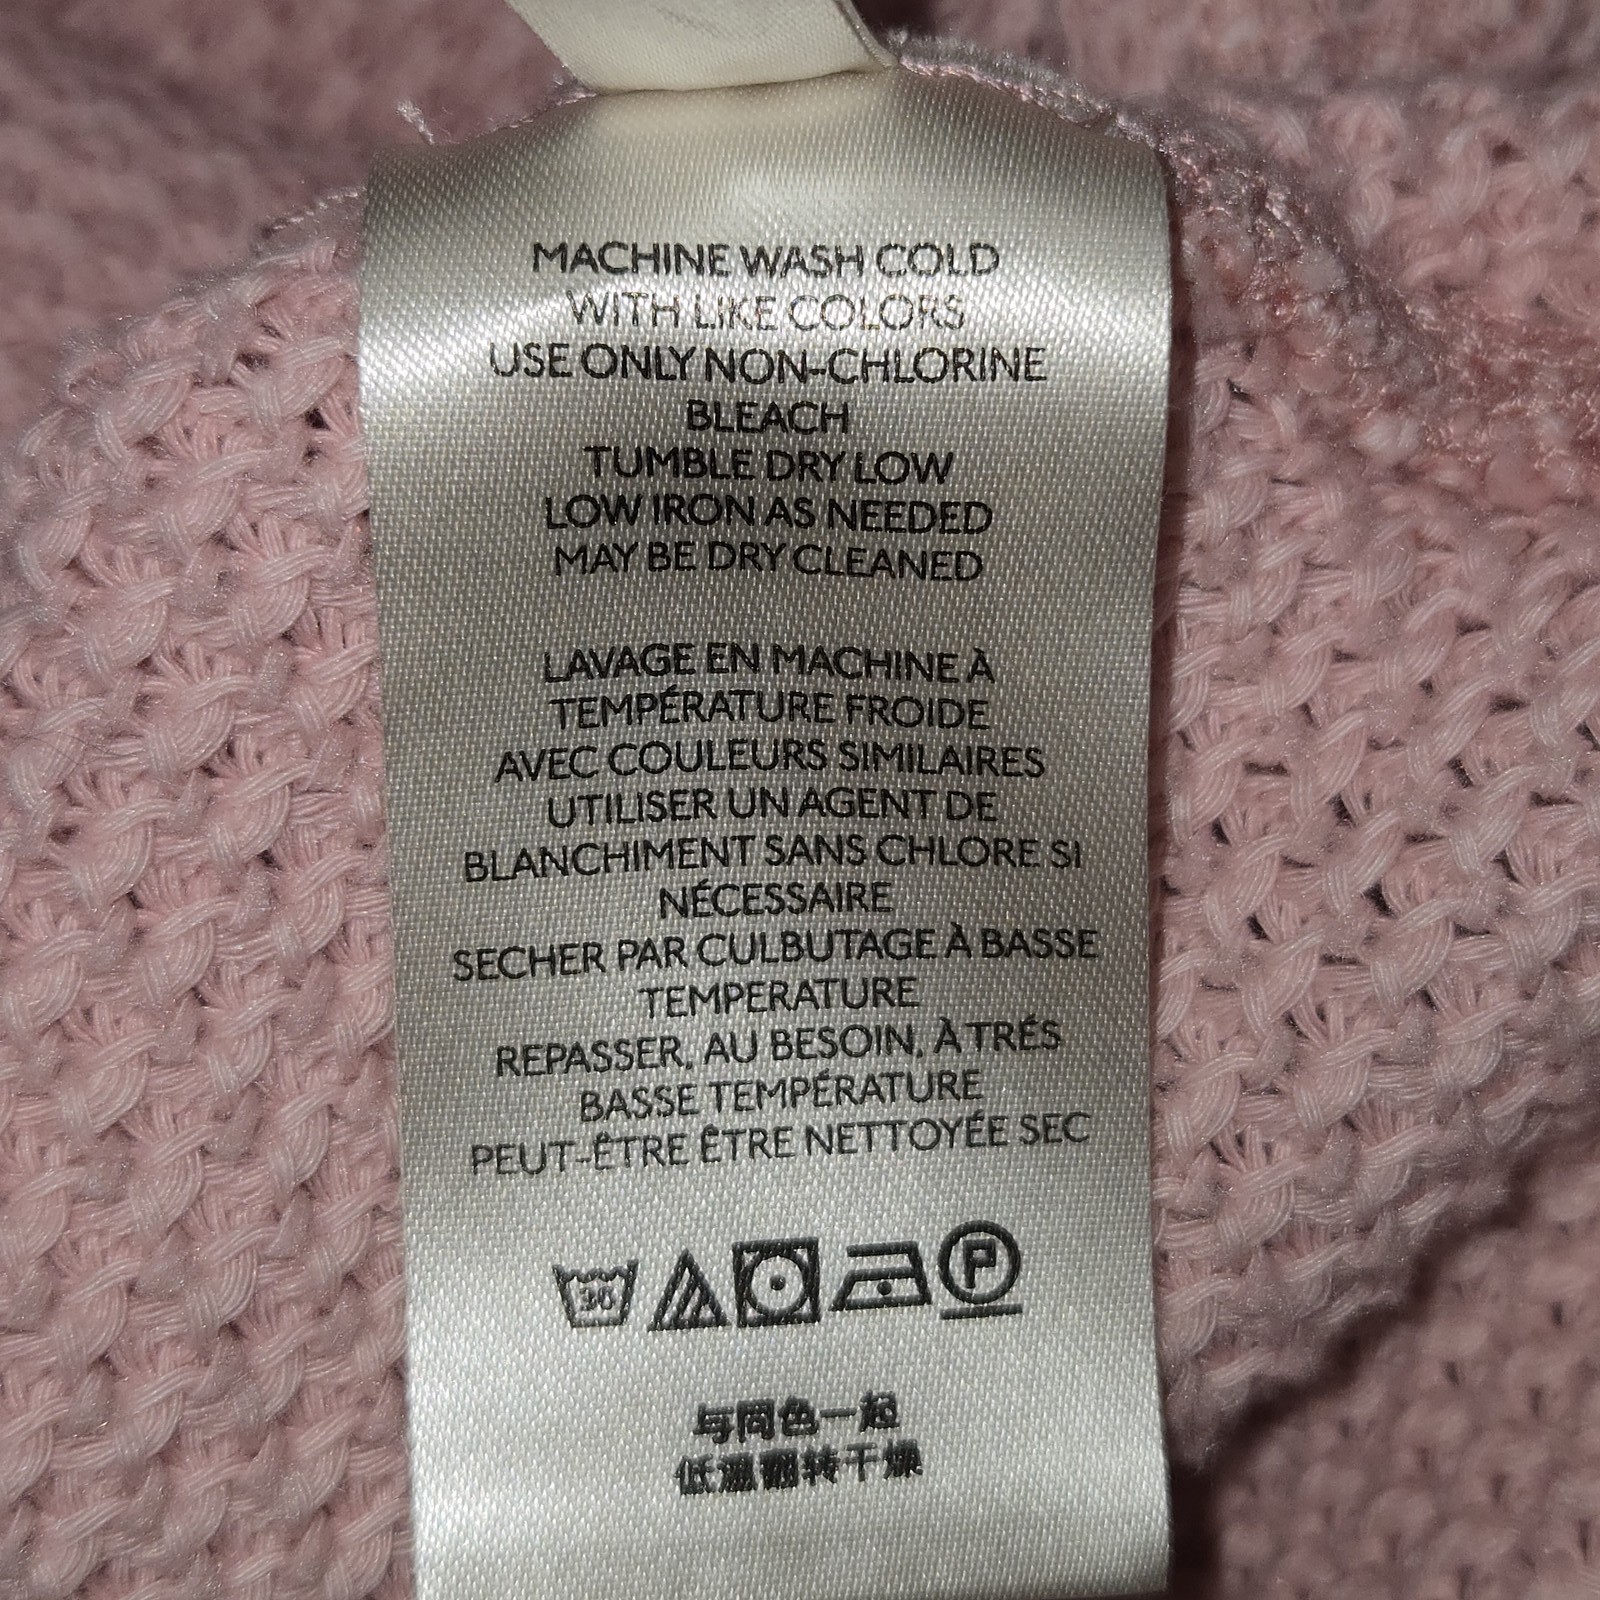 MACHINE WASH COLD
WITH LIKE COLORS
USE ONLY NON-CHLORINE
BLEACH
TUMBLE DRY LOW
LOW IRON AS NEEDED
MAY BE DRY CLEANED
LAVAGE EN MACHINE À
TEMPÉRATURE FROIDE
AVEC COULEURS SIMILAIRES
UTILISER UN AGENT DE
BLANCHIMENT SANS CHLORE SI
NÉCESSAIRE
SECHER PAR CULBUTAGE À BASSE
TEMPERATURE
REPASSER, AU BESOIN, À TRÉS
BASSE TEMPÉRATURE
PEUT-ÊTRE ÊTRE NETTOYÉE SEC
30 P
与同色一起
低温翻转干燥